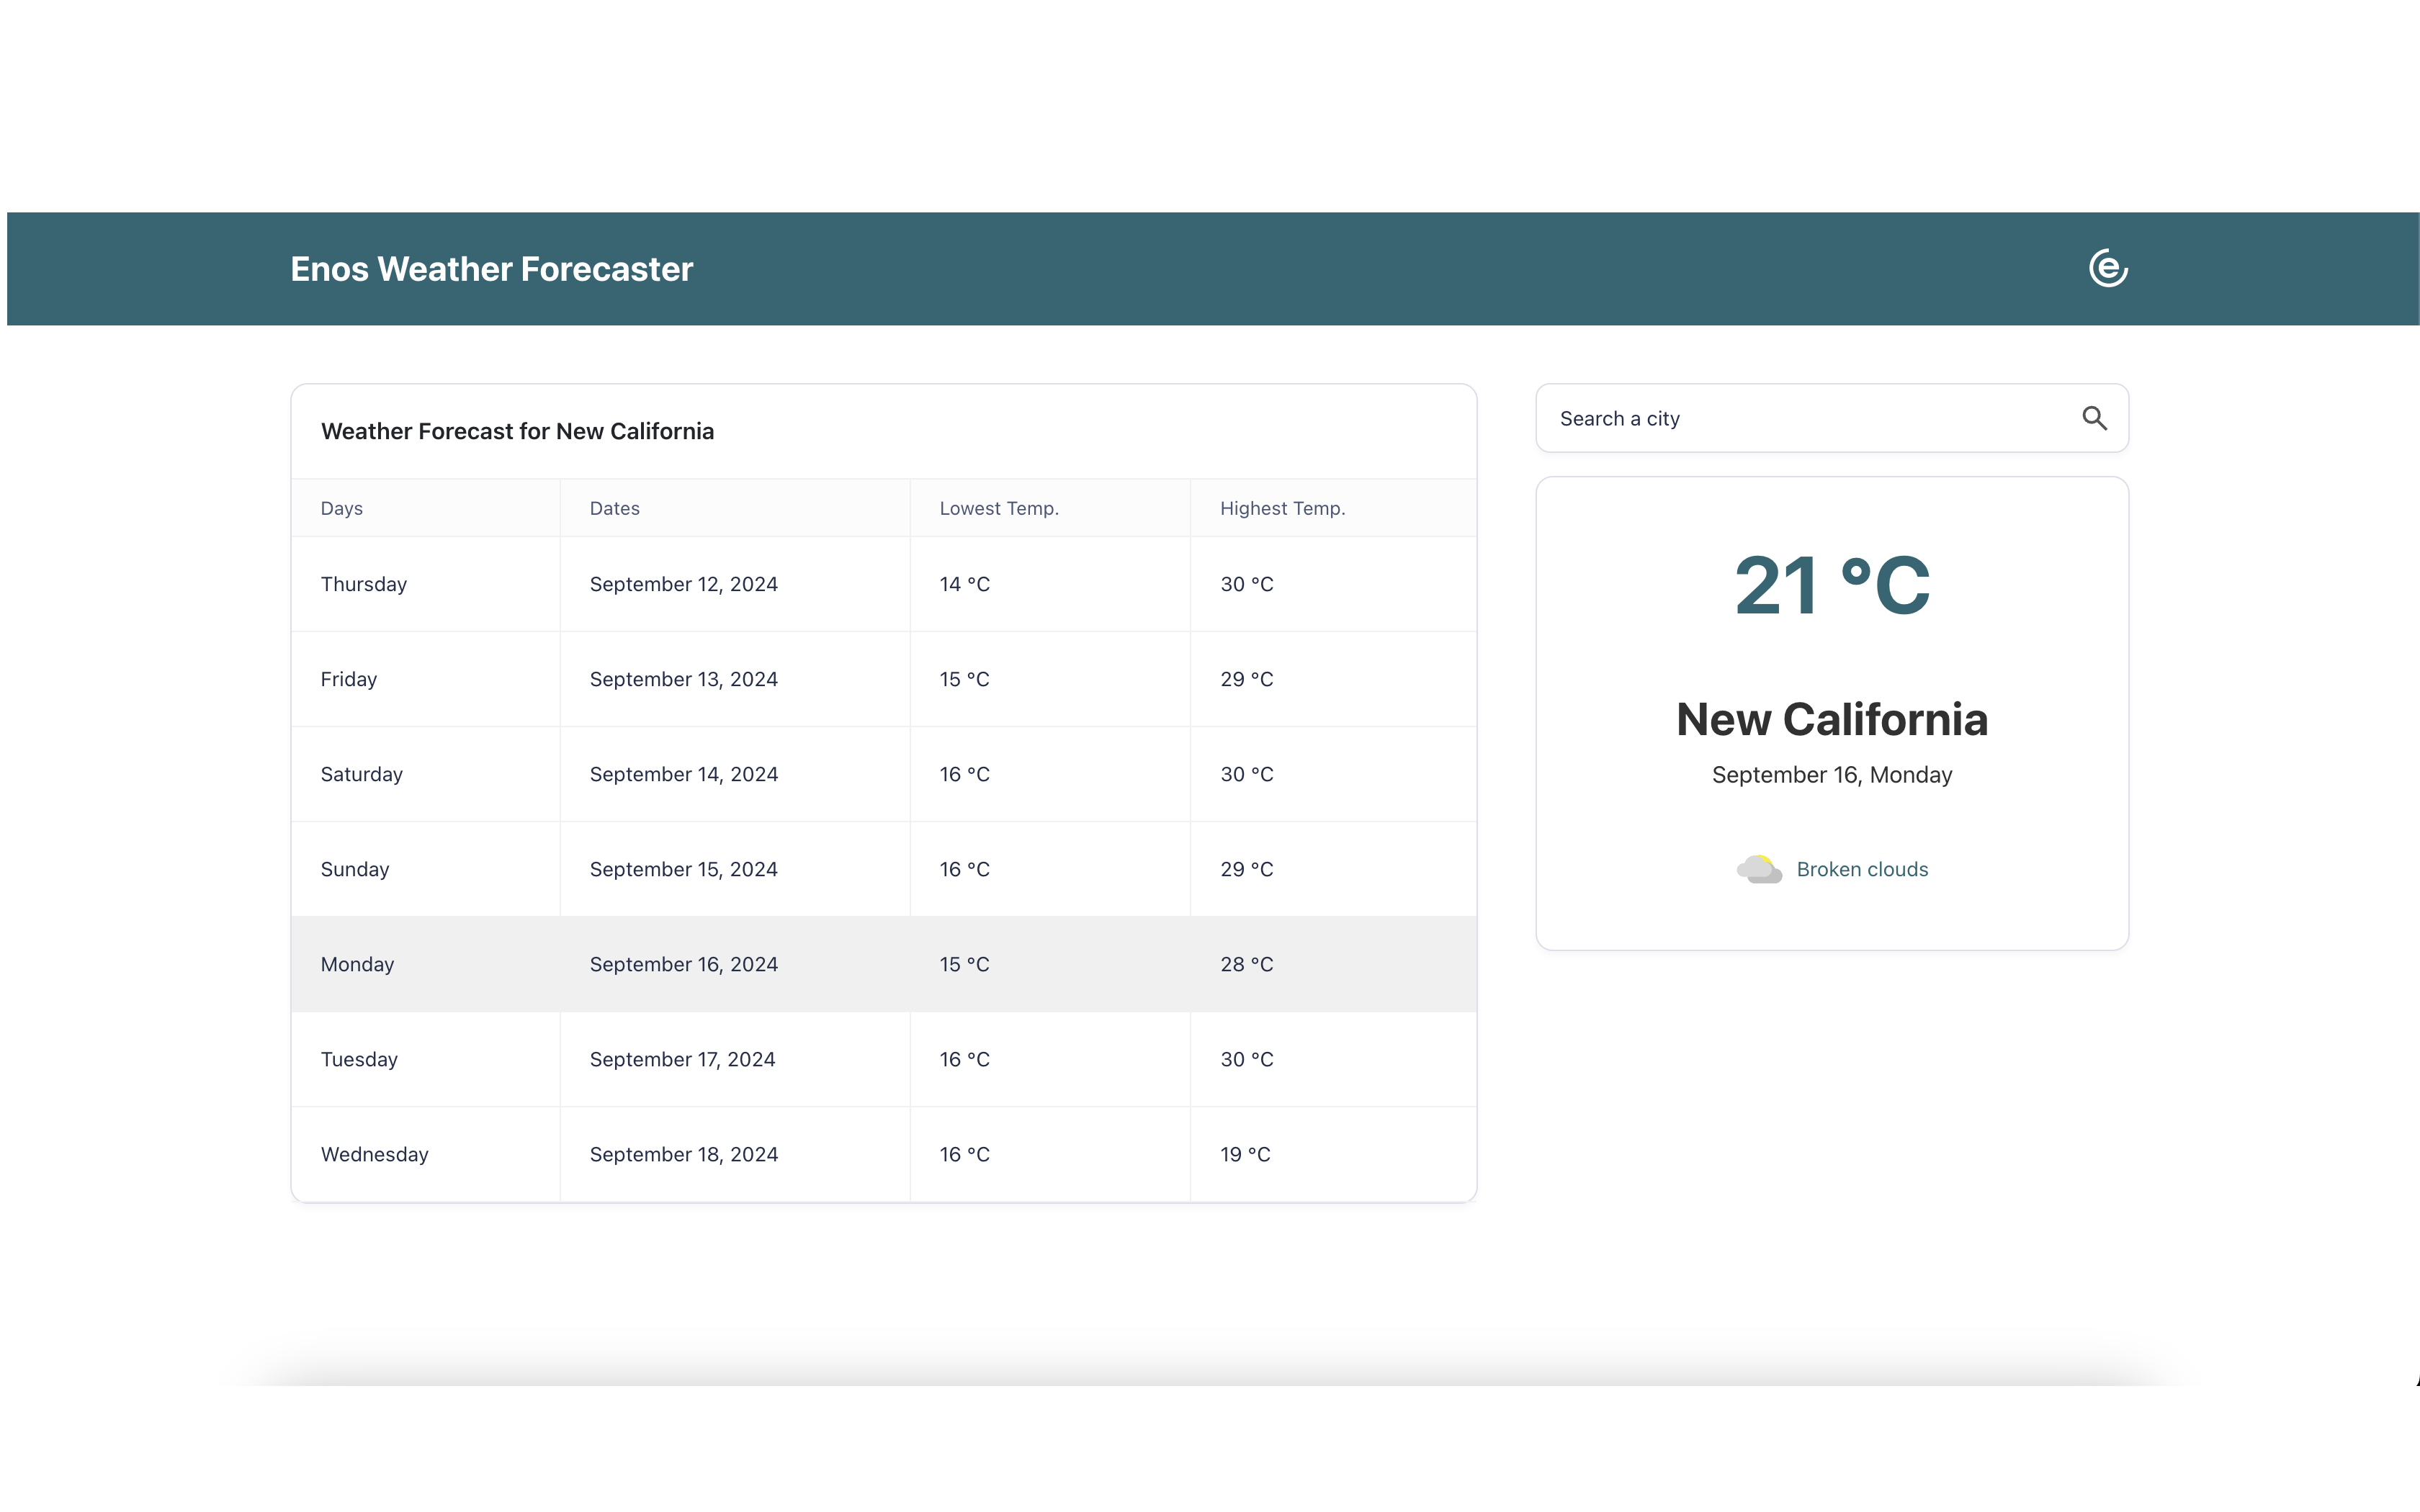 Enos Weather Forecaster
e
Weather Forecast for New California
Days Dates Lowest Temp. Highest Temp.
Thursday September 12, 2024 14 °C 30 °C
Friday September 13, 2024 15 °C 29 °C
Saturday September 14, 2024 16 °C 30 °C
Sunday September 15, 2024 16 °C 29 °C
Monday September 16, 2024 15 °C 28 °C
Tuesday September 17, 2024 16 °C 30 °C
Wednesday September 18, 2024 16 °C 19 °C
Search a city
21 °C
New California
September 16, Monday
Broken clouds